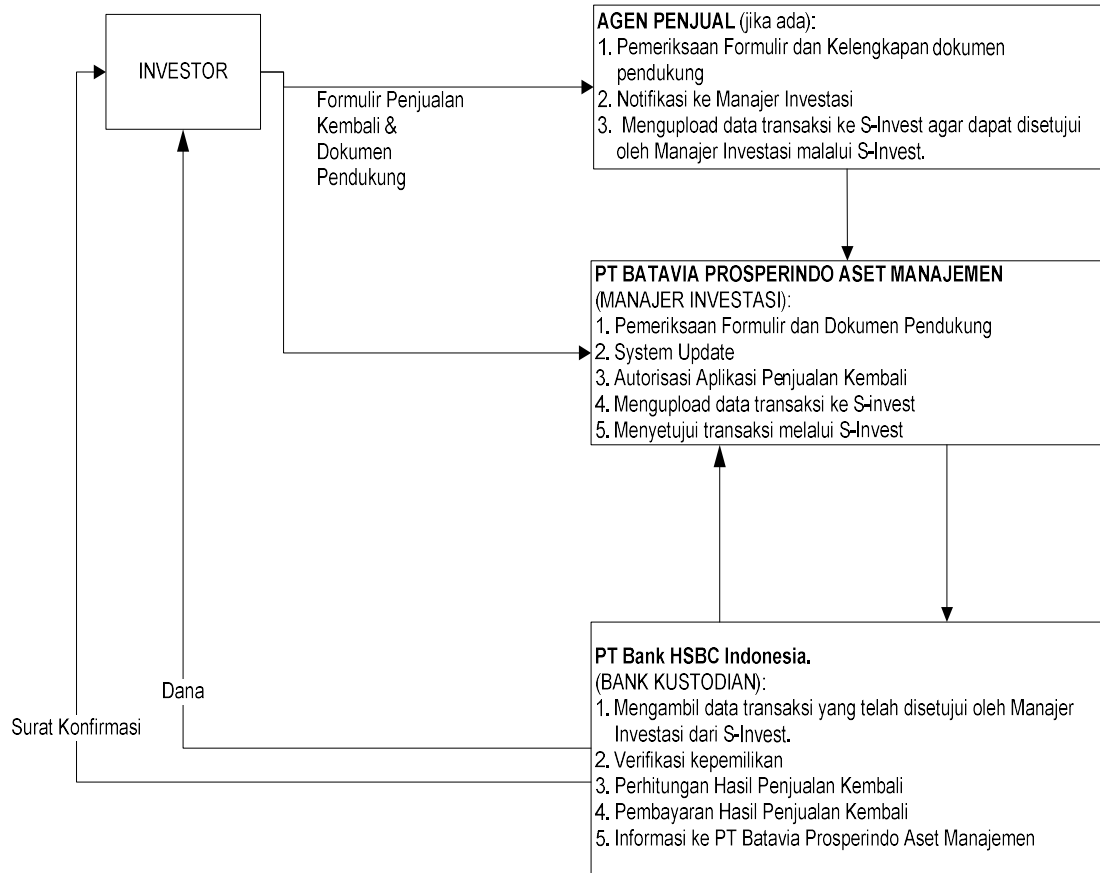 INVESTOR
Formulir Penjualan
Kembali &
Dokumen
Pendukung
AGEN PENJUAL (jika ada):
1. Pemeriksaan Formulir dan Kelengkapan dokumen
pendukung
2. Notifikasi ke Manajer Investasi
3. Mengupload data transaksi ke S-Invest agar dapat disetujui
oleh Manajer Investasi malalui S-Invest.
PT BATAVIA PROSPERINDO ASET MANAJEMEN
(MANAJER INVESTASI):
1. Pemeriksaan Formulir dan Dokumen Pendukung
2. System Update
3. Autorisasi Aplikasi Penjualan Kembali
4. Mengupload data transaksi ke S-invest
5. Menyetujui transaksi melalui S-Invest
PT Bank HSBC Indonesia.
(BANK KUSTODIAN):
1. Mengambil data transaksi yang telah disetujui oleh Manajer
Investasi dari S-Invest.
2. Verifikasi kepemilikan
3. Perhitungan Hasil Penjualan Kembali
4. Pembayaran Hasil Penjualan Kembali
5. Informasi ke PT Batavia Prosperindo Aset Manajemen
Dana
Surat Konfirmasi